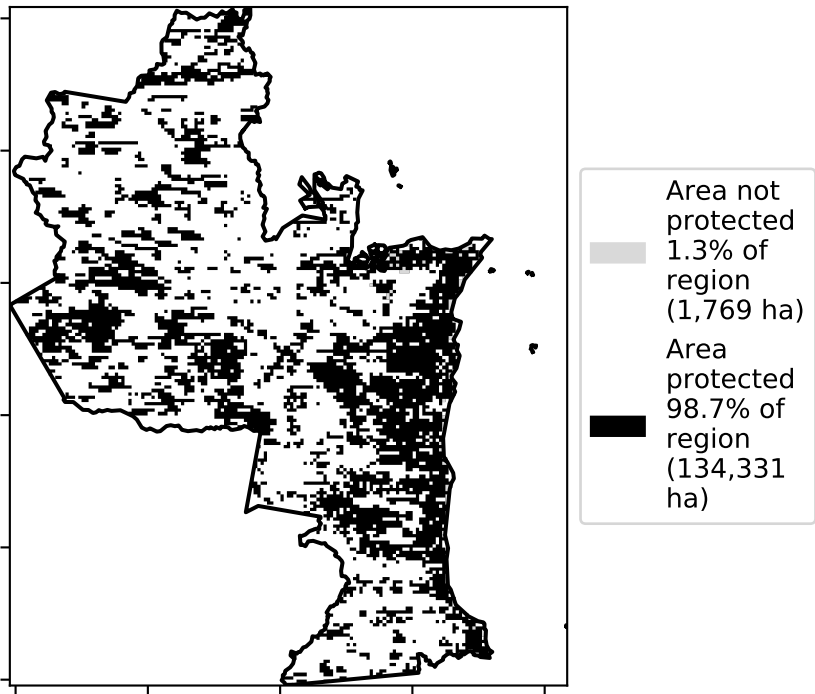 Area not
protected
1.3% of
region
(1,769 ha)
Area
protected
98.7% of
region
(134,331
ha)